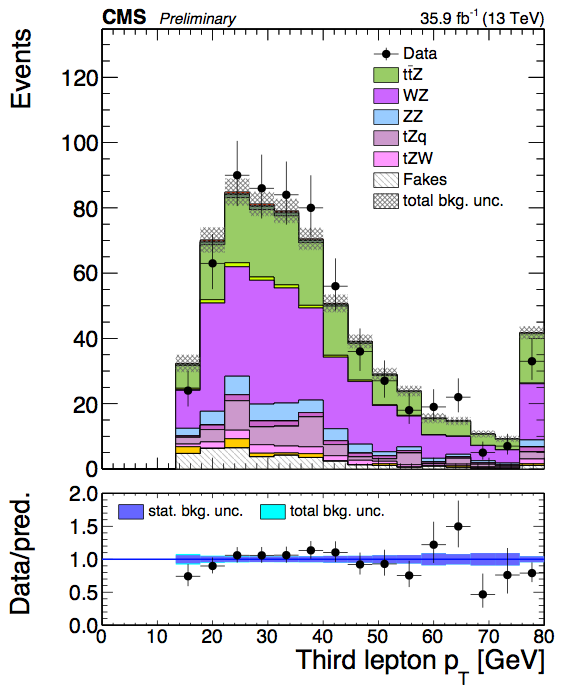 CMS Preliminary 35.9 fb⁻¹ (13 TeV)
Events
120
100
80
60
40
20
0
Data
tt̄Z
WZ
ZZ
tZq
tZW
Fakes
total bkg. unc.
Data/pred.
2.0
1.5
1.0
0.5
0.0
stat. bkg. unc. total bkg. unc.
0 10 20 30 40 50 60 70 80
Third lepton p_T [GeV]